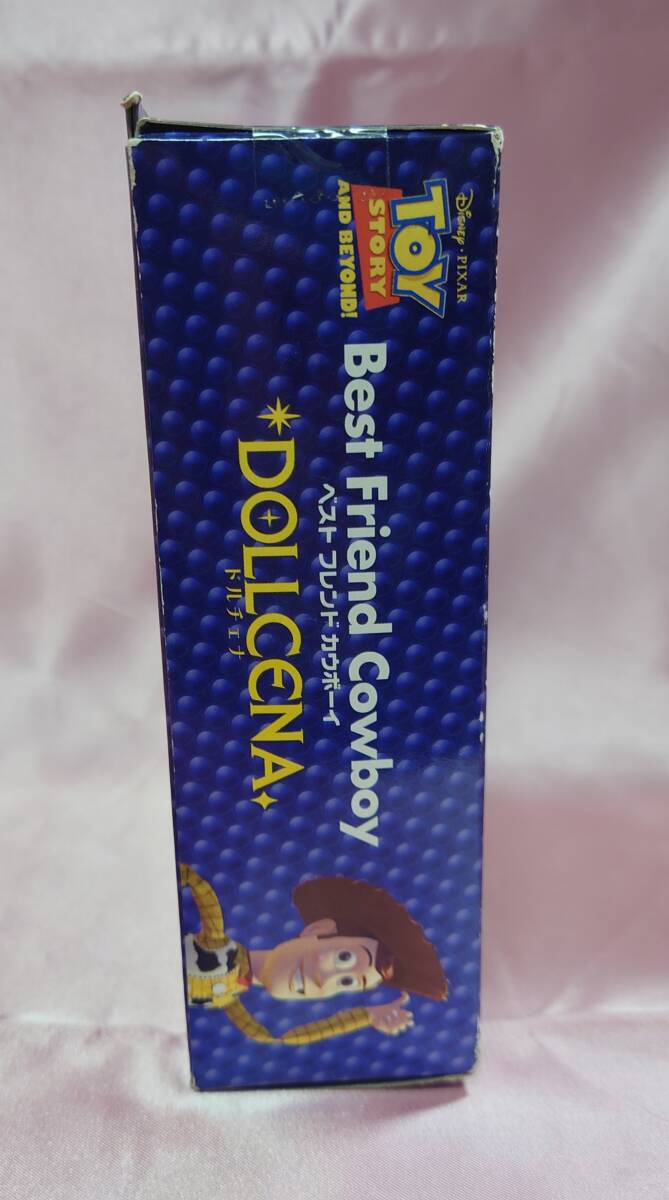 Disney · PIXAR
TOY
STORY
AND BEYOND!
Best Friend Cowboy
ベスト フレンド カウボーイ
DOLLCENA
ドルチェナ